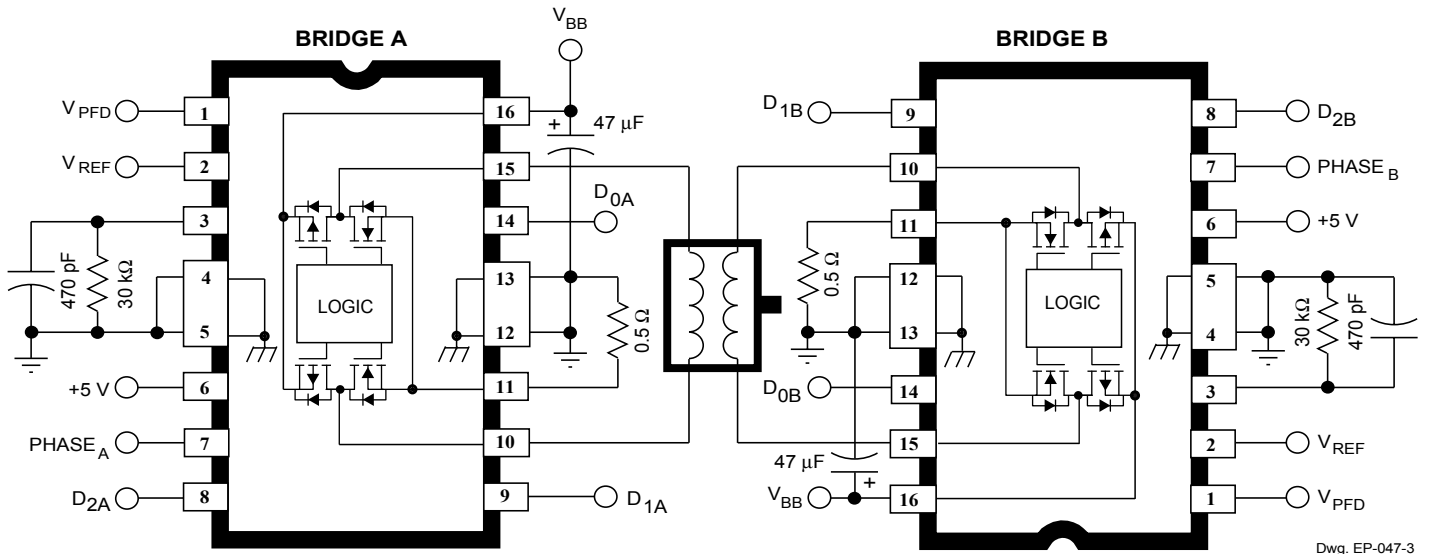 V_BB
BRIDGE A
BRIDGE B
V_PFD
1
16
+
47 μF
D_1B
9
8
D_2B
V_REF
2
15
10
7
PHASE_B
3
14
D_0A
11
6
+5 V
470 pF
30 kΩ
4
13
LOGIC
0.5 Ω
0.5 Ω
12
LOGIC
5
30 kΩ
470 pF
5
12
13
4
+5 V
6
11
D_0B
14
3
PHASE_A
7
10
15
2
V_REF
47 μF
+
D_2A
8
9
D_1A
V_BB
16
1
V_PFD
Dwg. EP-047-3